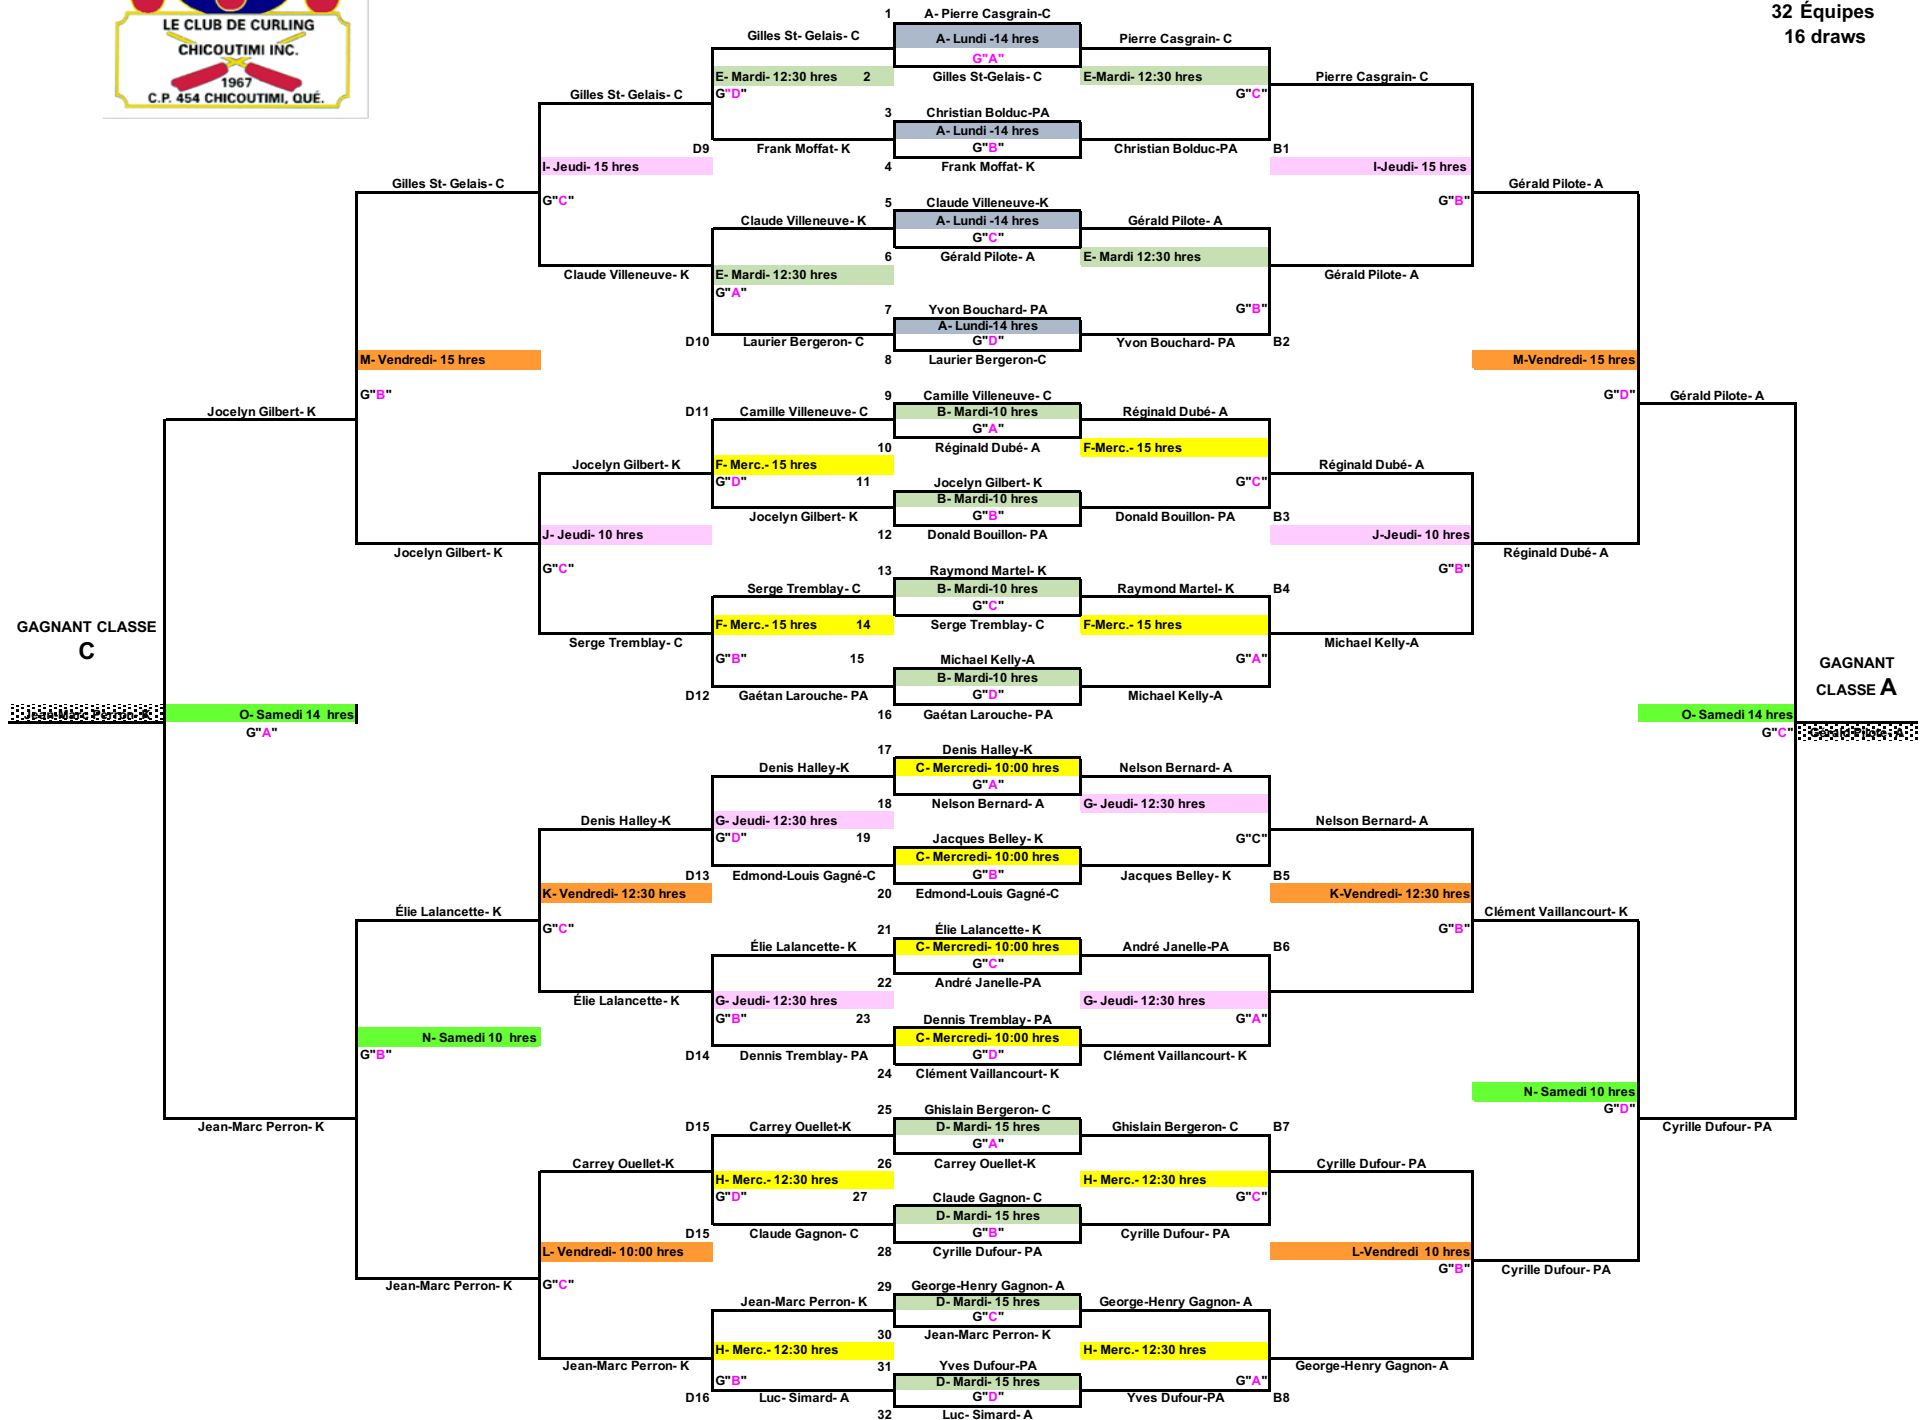 LE CLUB DE CURLING
CHICOUTIMI INC.
1967
C.P. 454 CHICOUTIMI, QUÉ.
32 Équipes
16 draws
1 A- Pierre Casgrain-C
Gilles St- Gelais- C A- Lundi -14 hres Pierre Casgrain- C
G"A"
E- Mardi- 12:30 hres 2 Gilles St-Gelais- C E-Mardi- 12:30 hres Pierre Casgrain- C
Gilles St- Gelais- C G"D" G"C"
3 Christian Bolduc-PA
A- Lundi -14 hres
D9 Frank Moffat- K G"B" Christian Bolduc-PA B1
I- Jeudi- 15 hres 4 Frank Moffat- K I-Jeudi- 15 hres
Gilles St- Gelais- C Gérald Pilote- A
G"C" 5 Claude Villeneuve-K G"B"
Claude Villeneuve- K A- Lundi -14 hres Gérald Pilote- A
G"C"
6 Gérald Pilote- A E- Mardi 12:30 hres
Claude Villeneuve- K E- Mardi- 12:30 hres Gérald Pilote- A
G"A"
7 Yvon Bouchard- PA G"B"
A- Lundi-14 hres
D10 Laurier Bergeron- C G"D" Yvon Bouchard- PA B2
M- Vendredi- 15 hres 8 Laurier Bergeron-C M-Vendredi- 15 hres
G"B" 9 Camille Villeneuve- C G"D" Gérald Pilote- A
Jocelyn Gilbert- K D11 Camille Villeneuve- C B- Mardi-10 hres Réginald Dubé- A
G"A"
10 Réginald Dubé- A F-Merc.- 15 hres
Jocelyn Gilbert- K F- Merc.- 15 hres Réginald Dubé- A
G"D" 11 Jocelyn Gilbert- K G"C"
B- Mardi-10 hres
Jocelyn Gilbert- K G"B" Donald Bouillon- PA B3
J- Jeudi- 10 hres 12 Donald Bouillon- PA J-Jeudi- 10 hres
Jocelyn Gilbert- K Réginald Dubé- A
G"C" 13 Raymond Martel- K G"B"
Serge Tremblay- C B- Mardi-10 hres Raymond Martel- K B4
G"C"
GAGNANT CLASSE F- Merc.- 15 hres 14 Serge Tremblay- C F-Merc.- 15 hres
C Serge Tremblay- C Michael Kelly-A
G"B" 15 Michael Kelly-A G"A" GAGNANT
B- Mardi-10 hres CLASSE A
D12 Gaétan Larouche- PA G"D" Michael Kelly-A
Jean-Marc Perron- K O- Samedi 14 hres 16 Gaétan Larouche- PA O- Samedi 14 hres
G"A" G"C" Gérald Pilote- A
17 Denis Halley-K
Denis Halley-K C- Mercredi- 10:00 hres Nelson Bernard- A
G"A"
18 Nelson Bernard- A G- Jeudi- 12:30 hres
Denis Halley-K G- Jeudi- 12:30 hres Nelson Bernard- A
G"D" 19 Jacques Belley- K G"C"
C- Mercredi- 10:00 hres
D13 Edmond-Louis Gagné-C G"B" Jacques Belley- K B5
K- Vendredi- 12:30 hres 20 Edmond-Louis Gagné-C K-Vendredi- 12:30 hres
Élie Lalancette- K Clément Vaillancourt- K
G"C" 21 Élie Lalancette- K G"B"
Élie Lalancette- K C- Mercredi- 10:00 hres André Janelle-PA B6
G"C"
22 André Janelle-PA
Élie Lalancette- K G- Jeudi- 12:30 hres G- Jeudi- 12:30 hres
G"B" 23 Dennis Tremblay- PA G"A"
N- Samedi 10 hres C- Mercredi- 10:00 hres
G"B" D14 Dennis Tremblay- PA G"D" Clément Vaillancourt- K
24 Clément Vaillancourt- K
N- Samedi 10 hres
25 Ghislain Bergeron- C G"D"
Jean-Marc Perron- K D15 Carrey Ouellet-K D- Mardi- 15 hres Ghislain Bergeron- C B7 Cyrille Dufour- PA
G"A"
Carrey Ouellet-K 26 Carrey Ouellet-K Cyrille Dufour- PA
H- Merc.- 12:30 hres H- Merc.- 12:30 hres
G"D" 27 Claude Gagnon- C G"C"
D- Mardi- 15 hres
D15 Claude Gagnon- C G"B" Cyrille Dufour- PA
L- Vendredi- 10:00 hres 28 Cyrille Dufour- PA L-Vendredi 10 hres
G"B" Cyrille Dufour- PA
Jean-Marc Perron- K G"C" 29 George-Henry Gagnon- A
Jean-Marc Perron- K D- Mardi- 15 hres George-Henry Gagnon- A
G"C"
30 Jean-Marc Perron- K
H- Merc.- 12:30 hres H- Merc.- 12:30 hres
Jean-Marc Perron- K 31 Yves Dufour-PA George-Henry Gagnon- A
G"B" D- Mardi- 15 hres G"A"
D16 Luc- Simard- A G"D" Yves Dufour-PA B8
32 Luc- Simard- A